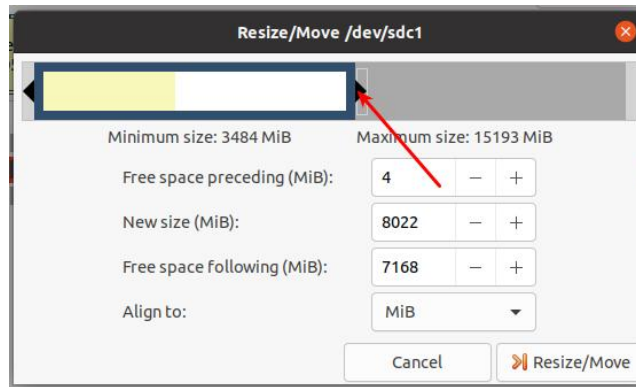 Resize/Move /dev/sdc1
Minimum size: 3484 MiB Maximum size: 15193 MiB
Free space preceding (MiB): 4 − +
New size (MiB): 8022 − +
Free space following (MiB): 7168 − +
Align to: MiB
Cancel Resize/Move